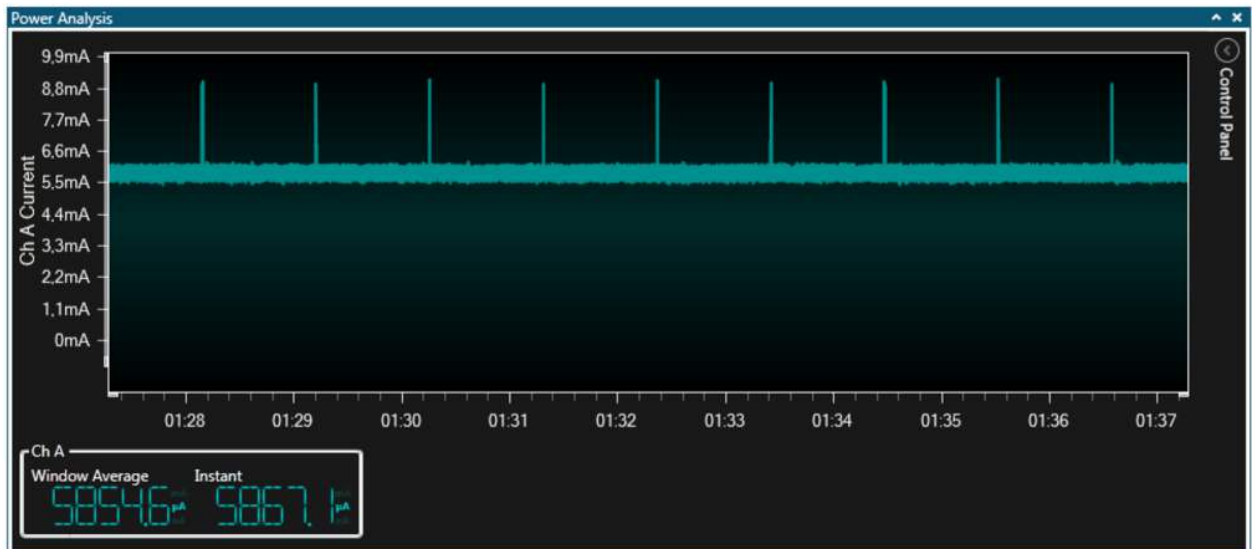 Power Analysis
9,9mA
8,8mA
7,7mA
6,6mA
5,5mA
4,4mA
3,3mA
2,2mA
1,1mA
0mA
Ch A Current
Control Panel
01:28 01:29 01:30 01:31 01:32 01:33 01:34 01:35 01:36 01:37
Ch A
Window Average Instant
5854.6 µA 5867.1 µA